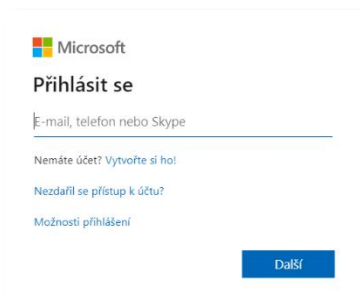 Microsoft
Přihlásit se
E-mail, telefon nebo Skype
Nemáte účet? Vytvořte si ho!
Nezdařil se přístup k účtu?
Možnosti přihlášení
Další